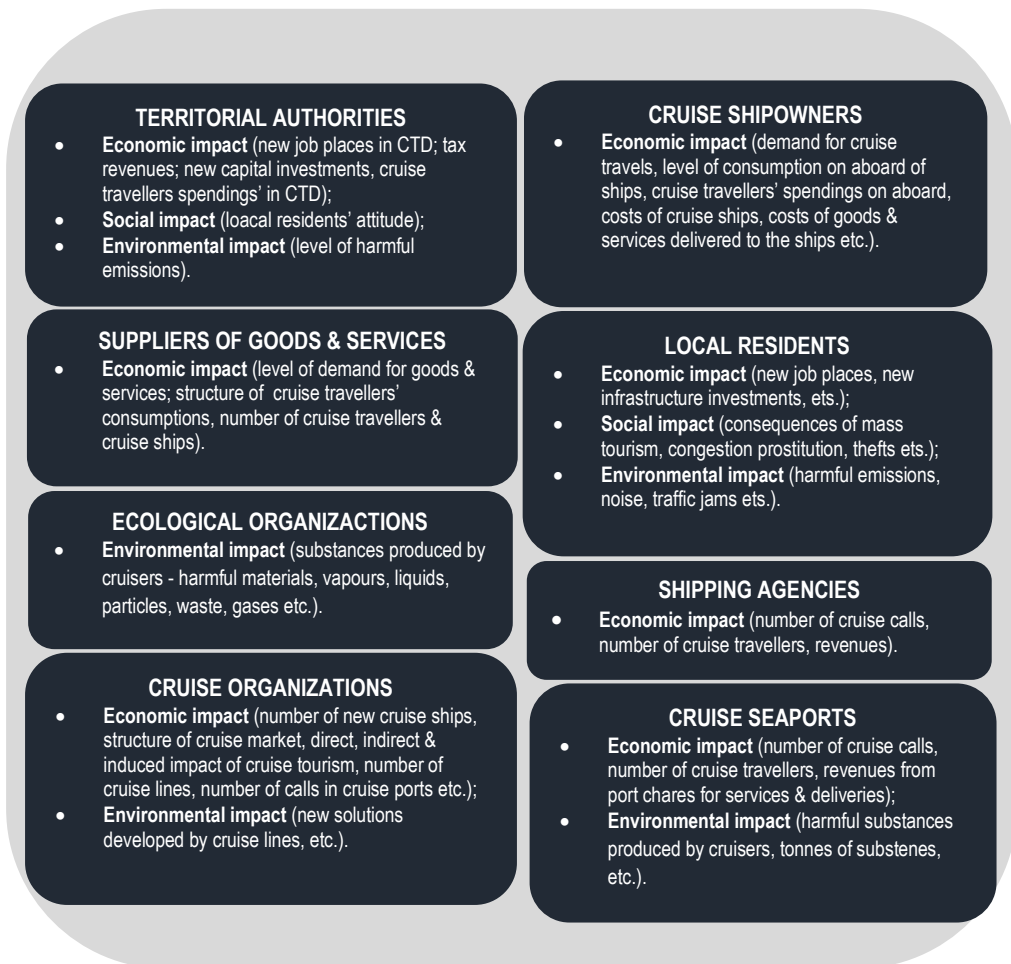 TERRITORIAL AUTHORITIES
• Economic impact (new job places in CTD; tax
revenues; new capital investments, cruise
travellers spendings’ in CTD);
• Social impact (loacal residents’ attitude);
• Environmental impact (level of harmful
emissions).
SUPPLIERS OF GOODS & SERVICES
• Economic impact (level of demand for goods &
services; structure of cruise travellers’
consumptions, number of cruise travellers &
cruise ships).
ECOLOGICAL ORGANIZACTIONS
• Environmental impact (substances produced by
cruisers - harmful materials, vapours, liquids,
particles, waste, gases etc.).
CRUISE ORGANIZATIONS
• Economic impact (number of new cruise ships,
structure of cruise market, direct, indirect &
induced impact of cruise tourism, number of
cruise lines, number of calls in cruise ports etc.);
• Environmental impact (new solutions
developed by cruise lines, etc.).
CRUISE SHIPOWNERS
• Economic impact (demand for cruise
travels, level of consumption on aboard of
ships, cruise travellers’ spendings on aboard,
costs of cruise ships, costs of goods &
services delivered to the ships etc.).
LOCAL RESIDENTS
• Economic impact (new job places, new
infrastructure investments, ets.);
• Social impact (consequences of mass
tourism, congestion prostitution, thefts ets.);
• Environmental impact (harmful emissions,
noise, traffic jams ets.).
SHIPPING AGENCIES
• Economic impact (number of cruise calls,
number of cruise travellers, revenues).
CRUISE SEAPORTS
• Economic impact (number of cruise calls,
number of cruise travellers, revenues from
port chares for services & deliveries);
• Environmental impact (harmful substances
produced by cruisers, tonnes of substenes,
etc.).